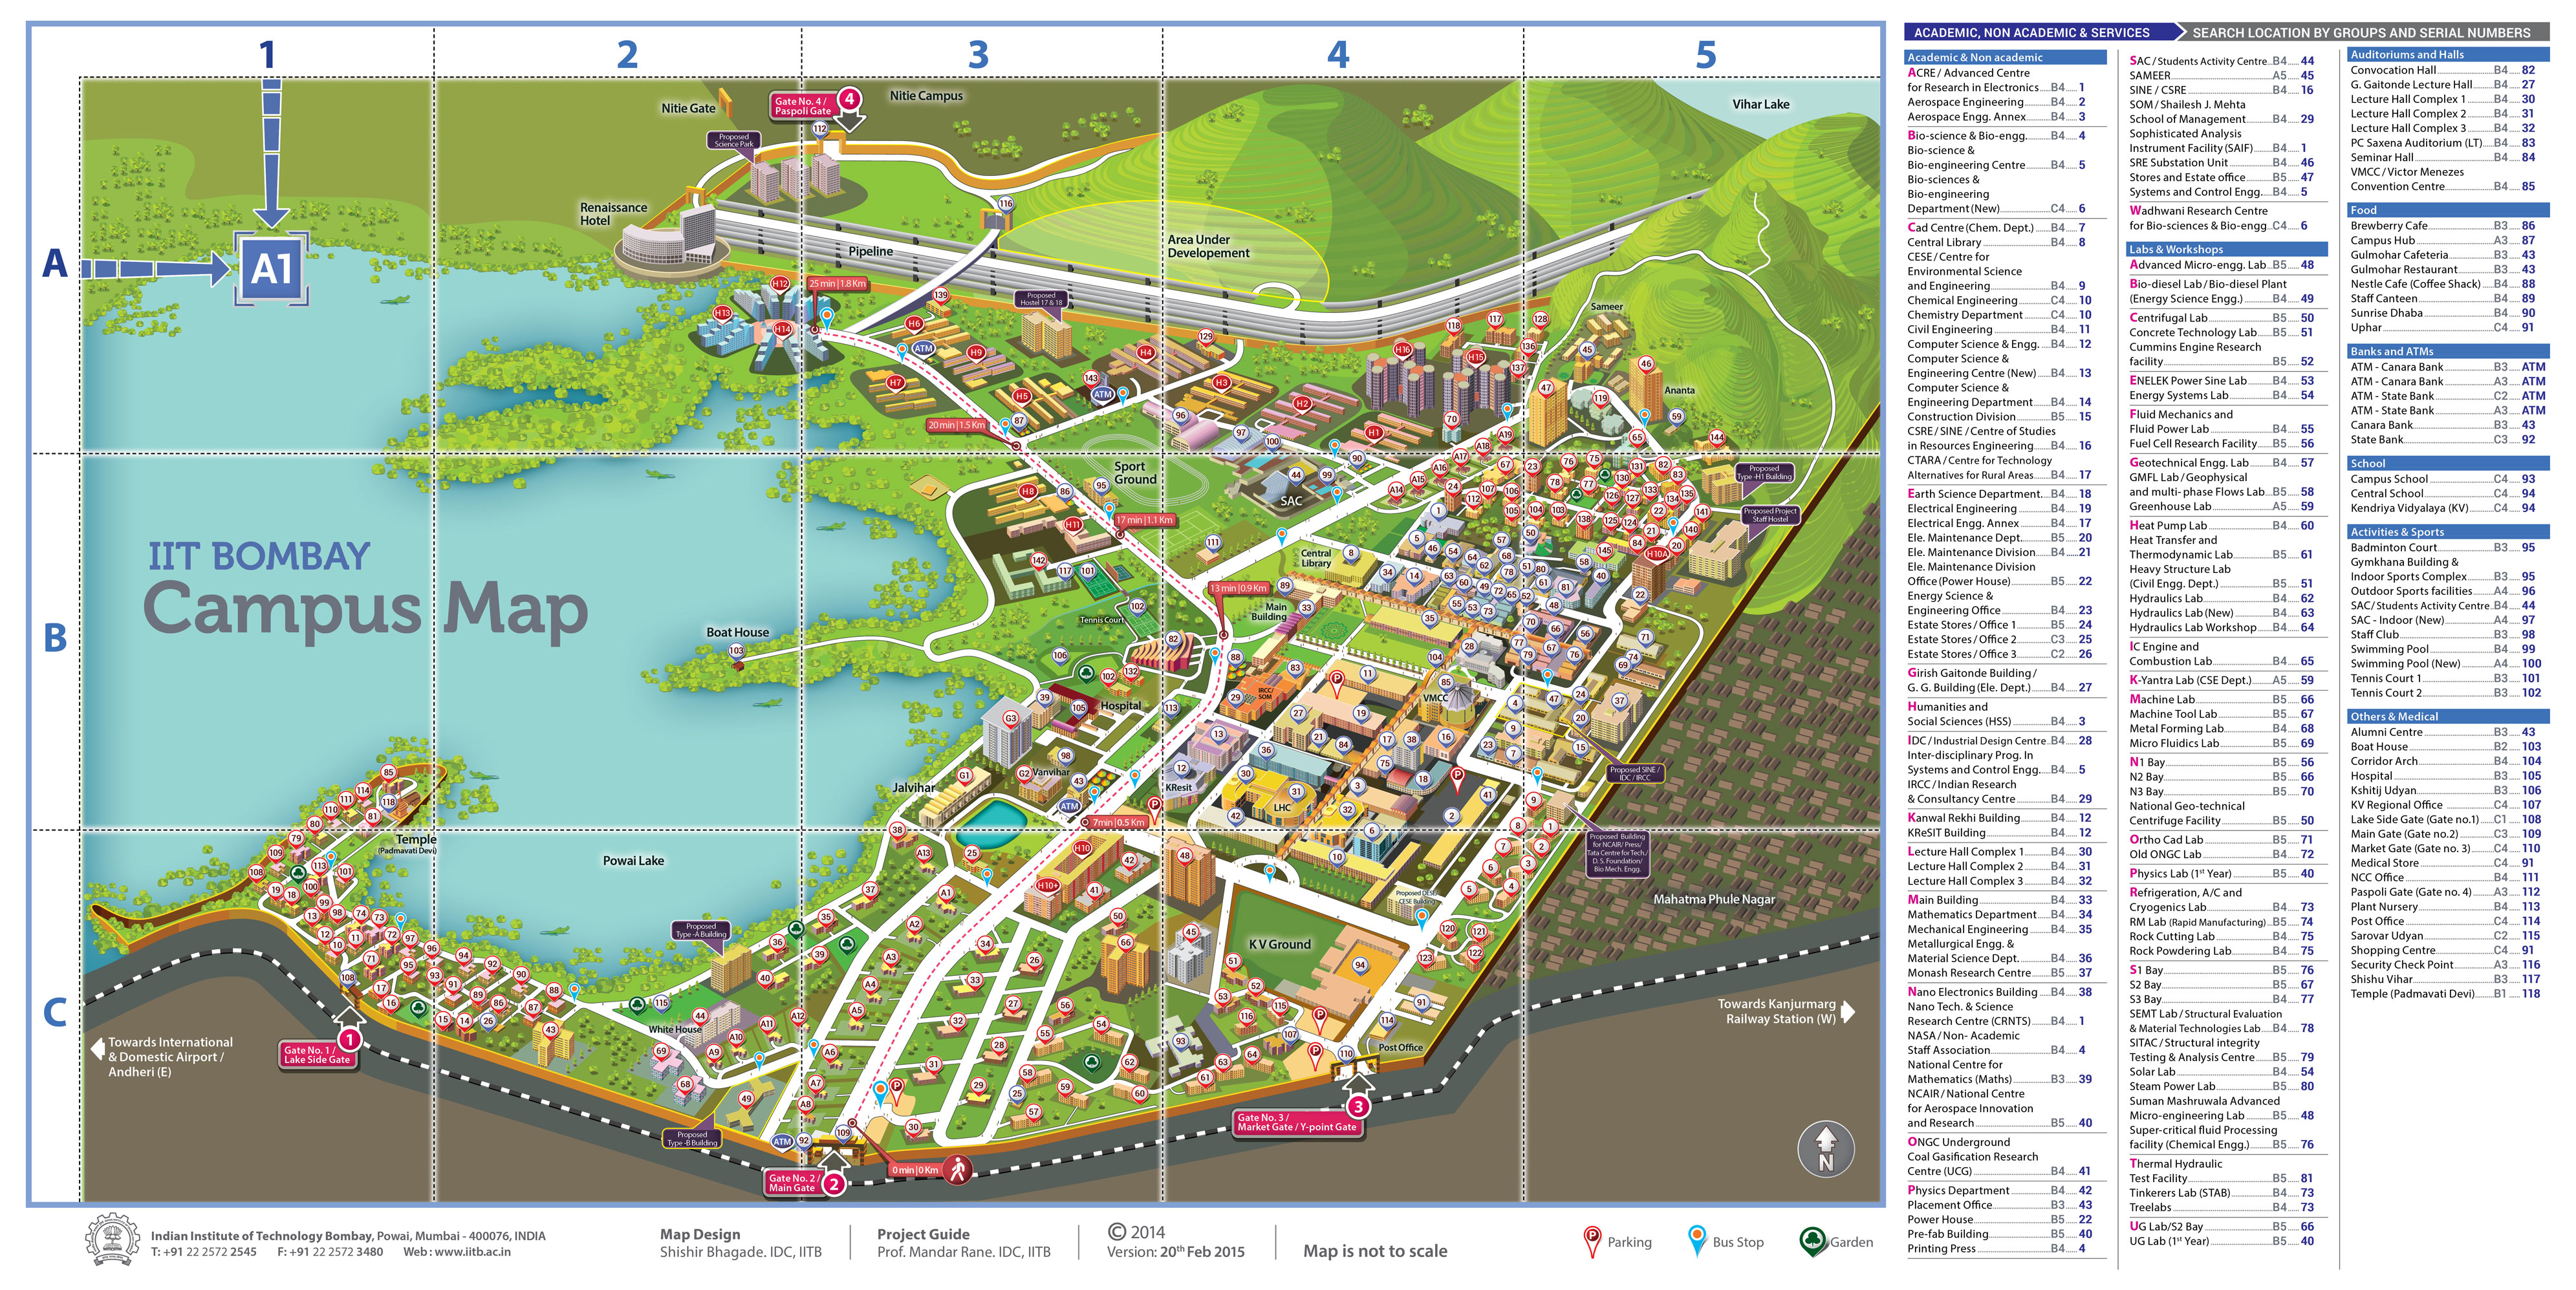 1
2
3
4
5
A
B
C
A1
IIT BOMBAY
Campus Map
Nitie Gate
Gate No. 4 /
Paspoli Gate
4
Nitie Campus
Vihar Lake
Proposed
Science Park
Renaissance
Hotel
Pipeline
Area Under
Development
25 min | 1.8 Km
Proposed
Hostel 17 & 18
Sameer
Ananta
20 min | 1.5 Km
Sport
Ground
SAC
Proposed
Type -H1 Building
Proposed Project
Staff Hostel
17 min | 1.1 Km
Central
Library
13 min | 0.9 Km
Main
Building
Tennis Court
Boat House
Hospital
IRCC/
SOM
VMCC
Vanvihar
Jalvihar
KResit
LHC
Proposed SINE /
IDC / IRCC
7min | 0.5 Km
Temple
(Padmavati Devi)
Powai Lake
Proposed Building
for NCAIR/ Press/
Tata Centre for Tech./
D. S. Foundation/
Bio Mech. Engg.
Mahatma Phule Nagar
K V Ground
Proposed
Type -A Building
White House
Post Office
Towards Kanjurmarg
Railway Station (W)
Towards International
& Domestic Airport /
Andheri (E)
Gate No. 1 /
Lake Side Gate
1
Proposed
Type -B Building
Gate No. 2 /
Main Gate
2
0 min | 0 Km
Gate No. 3 /
Market Gate / Y-point Gate
3
N
Indian Institute of Technology Bombay, Powai, Mumbai - 400076, INDIA
T: +91 22 2572 2545 F: +91 22 2572 3480 Web : www.iitb.ac.in
Map Design
Shishir Bhagade. IDC, IITB
Project Guide
Prof. Mandar Rane. IDC, IITB
© 2014
Version: 20th Feb 2015
Map is not to scale
Parking
Bus Stop
Garden
ACADEMIC, NON ACADEMIC & SERVICES
SEARCH LOCATION BY GROUPS AND SERIAL NUMBERS
Academic & Non academic
ACRE / Advanced Centre
for Research in Electronics B4 1
Aerospace Engineering B4 2
Aerospace Engg. Annex B4 3
Bio-science & Bio-engg. B4 4
Bio-science &
Bio-engineering Centre B4 5
Bio-sciences &
Bio-engineering
Department (New) C4 6
Cad Centre (Chem. Dept.) B4 7
Central Library B4 8
CESE / Centre for
Environmental Science
and Engineering B4 9
Chemical Engineering C4 10
Chemistry Department C4 10
Civil Engineering B4 11
Computer Science & Engg. B4 12
Computer Science &
Engineering Centre (New) B4 13
Computer Science &
Engineering Department B4 14
Construction Division B5 15
CSRE / SINE / Centre of Studies
in Resources Engineering B4 16
CTARA / Centre for Technology
Alternatives for Rural Areas B4 17
Earth Science Department. B4 18
Electrical Engineering B4 19
Electrical Engg. Annex B4 17
Ele. Maintenance Dept. B5 20
Ele. Maintenance Division B4 21
Ele. Maintenance Division
Office (Power House) B5 22
Energy Science &
Engineering Office B4 23
Estate Stores / Office 1 B5 24
Estate Stores / Office 2 C3 25
Estate Stores / Office 3 C2 26
Girish Gaitonde Building /
G. G. Building (Ele. Dept.) B4 27
Humanities and
Social Sciences (HSS) B4 3
IDC / Industrial Design Centre B4 28
Inter-disciplinary Prog. In
Systems and Control Engg. B4 5
IRCC / Indian Research
& Consultancy Centre B4 29
Kanwal Rekhi Building B4 12
KReSIT Building B4 12
Lecture Hall Complex 1 B4 30
Lecture Hall Complex 2 B4 31
Lecture Hall Complex 3 B4 32
Main Building B4 33
Mathematics Department B4 34
Mechanical Engineering B4 35
Metallurgical Engg. &
Material Science Dept. B4 36
Monash Research Centre B5 37
Nano Electronics Building B4 38
Nano Tech. & Science
Research Centre (CRNTS) B4 1
NASA / Non- Academic
Staff Association B4 4
National Centre for
Mathematics (Maths) B3 39
NCAIR / National Centre
for Aerospace Innovation
and Research B5 40
ONGC Underground
Coal Gasification Research
Centre (UCG) B4 41
Physics Department B4 42
Placement Office B3 43
Power House B5 22
Pre-fab Building B5 40
Printing Press B4 4
SAC / Students Activity Centre B4 44
SAMEER A5 45
SINE / CSRE B4 16
SOM / Shailesh J. Mehta
School of Management B4 29
Sophisticated Analysis
Instrument Facility (SAIF) B4 1
SRE Substation Unit B4 46
Stores and Estate office B5 47
Systems and Control Engg. B4 5
Wadhwani Research Centre
for Bio-sciences & Bio-engg C4 6
Labs & Workshops
Advanced Micro-engg. Lab B5 48
Bio-diesel Lab / Bio-diesel Plant
(Energy Science Engg.) B4 49
Centrifugal Lab B5 50
Concrete Technology Lab B5 51
Cummins Engine Research
facility B5 52
ENELEK Power Sine Lab B4 53
Energy Systems Lab B4 54
Fluid Mechanics and
Fluid Power Lab B4 55
Fuel Cell Research Facility B5 56
Geotechnical Engg. Lab B4 57
GMFL Lab / Geophysical
and multi- phase Flows Lab B5 58
Greenhouse Lab A5 59
Heat Pump Lab B4 60
Heat Transfer and
Thermodynamic Lab B5 61
Heavy Structure Lab
(Civil Engg. Dept.) B5 51
Hydraulics Lab B4 62
Hydraulics Lab (New) B4 63
Hydraulics Lab Workshop B4 64
IC Engine and
Combustion Lab B4 65
K-Yantra Lab (CSE Dept.) A5 59
Machine Lab B5 66
Machine Tool Lab B5 67
Metal Forming Lab B4 68
Micro Fluidics Lab B5 69
N1 Bay B5 56
N2 Bay B5 66
N3 Bay B5 70
National Geo-technical
Centrifuge Facility B5 50
Ortho Cad Lab B5 71
Old ONGC Lab B4 72
Physics Lab (1st Year) B5 40
Refrigeration, A/C and
Cryogenics Lab B4 73
RM Lab (Rapid Manufacturing) B5 74
Rock Cutting Lab B4 75
Rock Powdering Lab B4 75
S1 Bay B5 76
S2 Bay B5 67
S3 Bay B4 77
SEMT Lab / Structural Evaluation
& Material Technologies Lab B4 78
SITAC / Structural integrity
Testing & Analysis Centre B5 79
Solar Lab B4 54
Steam Power Lab B5 80
Suman Mashruwala Advanced
Micro-engineering Lab B5 48
Super-critical fluid Processing
facility (Chemical Engg.) B5 76
Thermal Hydraulic
Test Facility B5 81
Tinkerers Lab (STAB) B4 73
Treelabs B4 73
UG Lab/S2 Bay B5 66
UG Lab (1st Year) B5 40
Auditoriums and Halls
Convocation Hall B4 82
G. Gaitonde Lecture Hall B4 27
Lecture Hall Complex 1 B4 30
Lecture Hall Complex 2 B4 31
Lecture Hall Complex 3 B4 32
PC Saxena Auditorium (LT) B4 83
Seminar Hall B4 84
VMCC / Victor Menezes
Convention Centre B4 85
Food
Brewberry Cafe B3 86
Campus Hub A3 87
Gulmohar Cafeteria B3 43
Gulmohar Restaurant B3 43
Nestle Cafe (Coffee Shack) B4 88
Staff Canteen B4 89
Sunrise Dhaba B4 90
Uphar C4 91
Banks and ATMs
ATM - Canara Bank B3 ATM
ATM - Canara Bank A3 ATM
ATM - State Bank C2 ATM
ATM - State Bank A3 ATM
Canara Bank B3 43
State Bank C3 92
School
Campus School C4 93
Central School C4 94
Kendriya Vidyalaya (KV) C4 94
Activities & Sports
Badminton Court B3 95
Gymkhana Building &
Indoor Sports Complex B3 95
Outdoor Sports facilities A4 96
SAC/ Students Activity Centre B4 44
SAC - Indoor (New) A4 97
Staff Club B3 98
Swimming Pool B4 99
Swimming Pool (New) A4 100
Tennis Court 1 B3 101
Tennis Court 2 B3 102
Others & Medical
Alumni Centre B3 43
Boat House B2 103
Corridor Arch B4 104
Hospital B3 105
Kshitij Udyan B3 106
KV Regional Office C4 107
Lake Side Gate (Gate no.1) C1 108
Main Gate (Gate no.2) C3 109
Market Gate (Gate no. 3) C4 110
Medical Store C4 91
NCC Office B4 111
Paspoli Gate (Gate no. 4) A3 112
Plant Nursery B4 113
Post Office C4 114
Sarovar Udyan C2 115
Shopping Centre C4 91
Security Check Point A3 116
Shishu Vihar B3 117
Temple (Padmavati Devi) B1 118